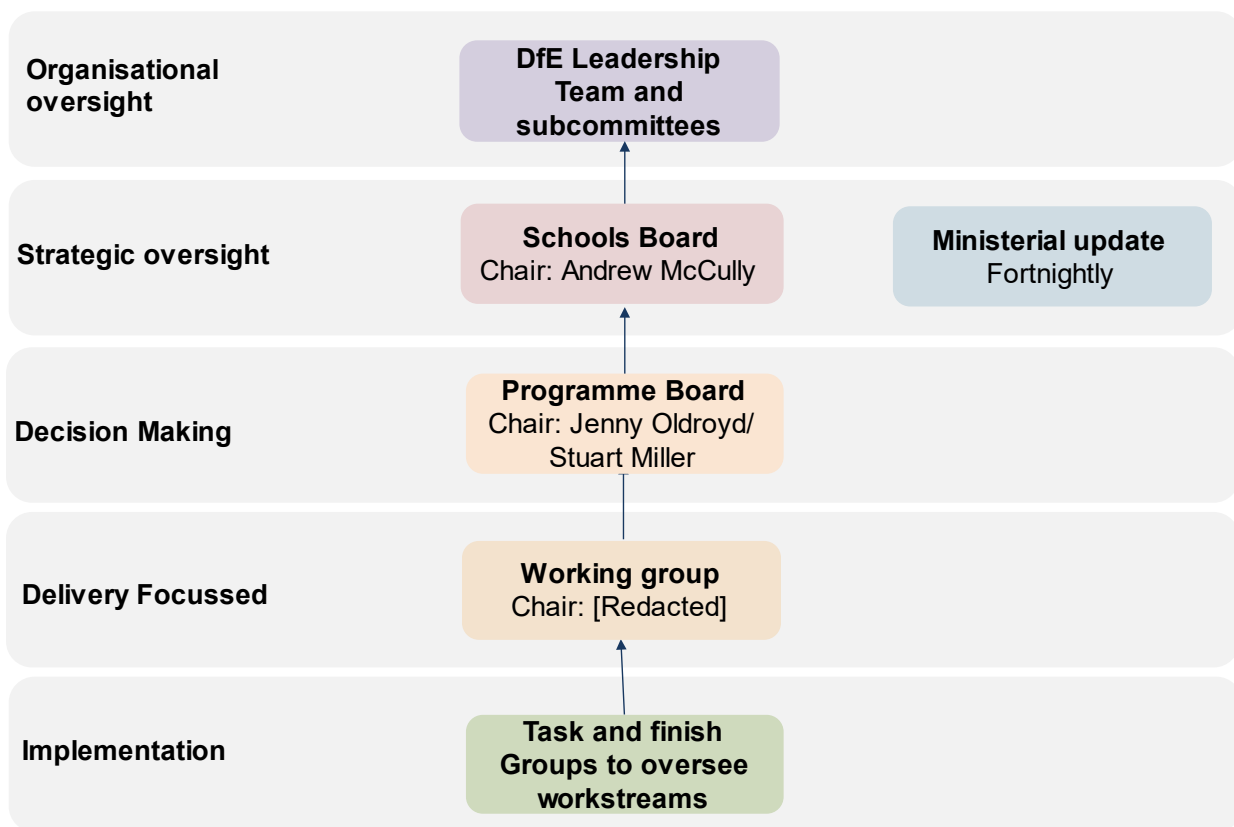 Organisational
oversight
DfE Leadership
Team and
subcommittees
Strategic oversight
Schools Board
Chair: Andrew McCully
Ministerial update
Fortnightly
Decision Making
Programme Board
Chair: Jenny Oldroyd/
Stuart Miller
Delivery Focussed
Working group
Chair: [Redacted]
Implementation
Task and finish
Groups to oversee
workstreams